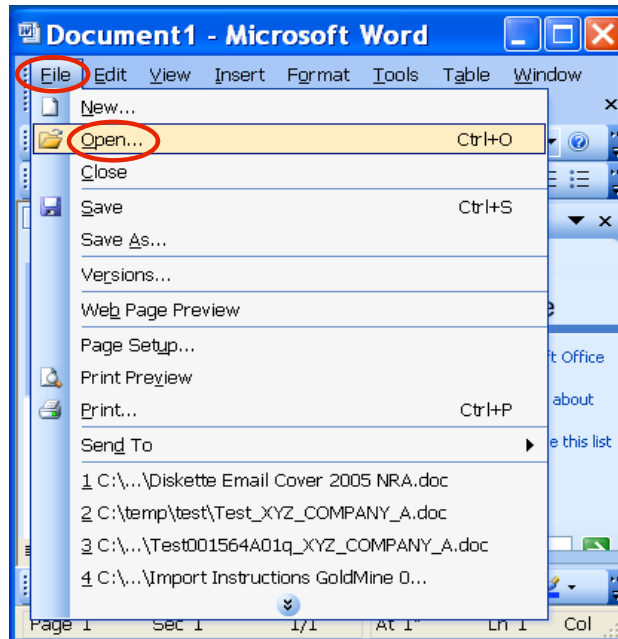 Document1 - Microsoft Word
File Edit View Insert Format Tools Table Window
New...
Open... Ctrl+O
Close
Save Ctrl+S
Save As...
Versions...
Web Page Preview
Page Setup...
ft Office
Print Preview
about
Print... Ctrl+P
Send To
e this list
1 C:\...\Diskette Email Cover 2005 NRA.doc
2 C:\temp\test\Test_XYZ_COMPANY_A.doc
3 C:\...\Test001564A01q_XYZ_COMPANY_A.doc
4 C:\...\Import Instructions GoldMine 0...
Page 1 Sec 1 1/1 At 1" Ln 1 Col